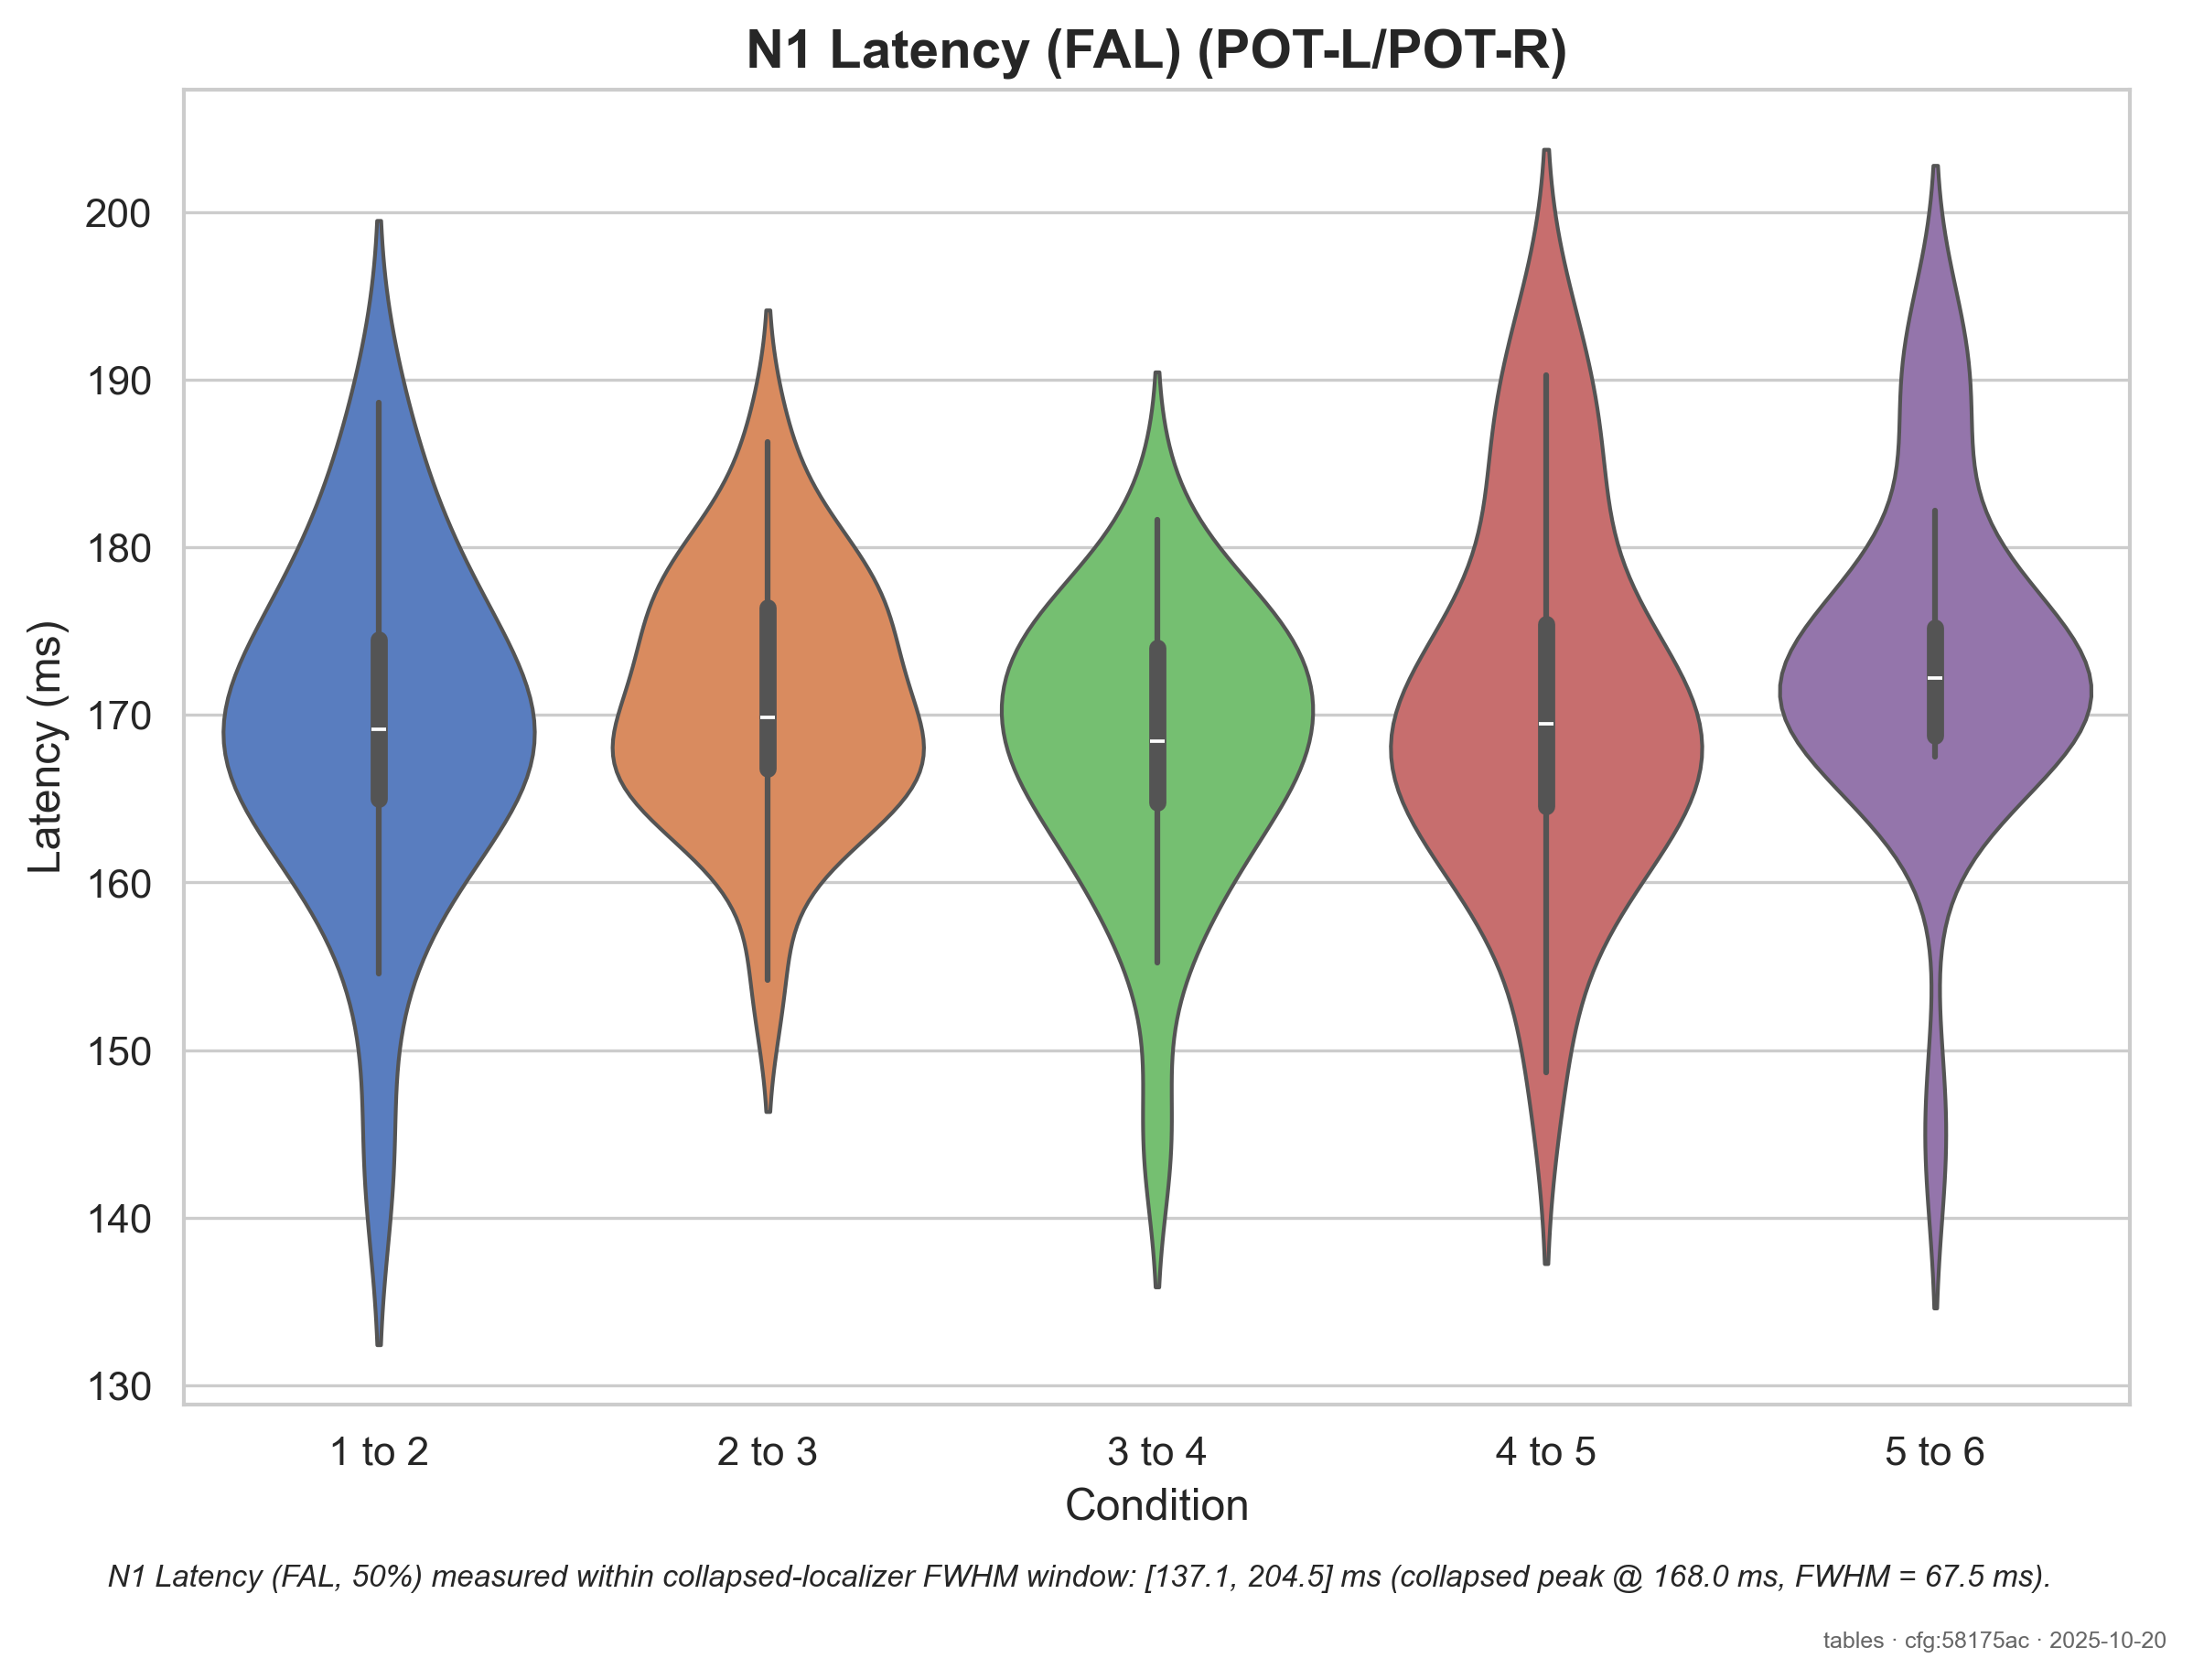 N1 Latency (FAL) (POT-L/POT-R)
Latency (ms)
200
190
180
170
160
150
140
130
1 to 2
2 to 3
3 to 4
4 to 5
5 to 6
Condition
N1 Latency (FAL, 50%) measured within collapsed-localizer FWHM window: [137.1, 204.5] ms (collapsed peak @ 168.0 ms, FWHM = 67.5 ms).
tables · cfg:58175ac · 2025-10-20